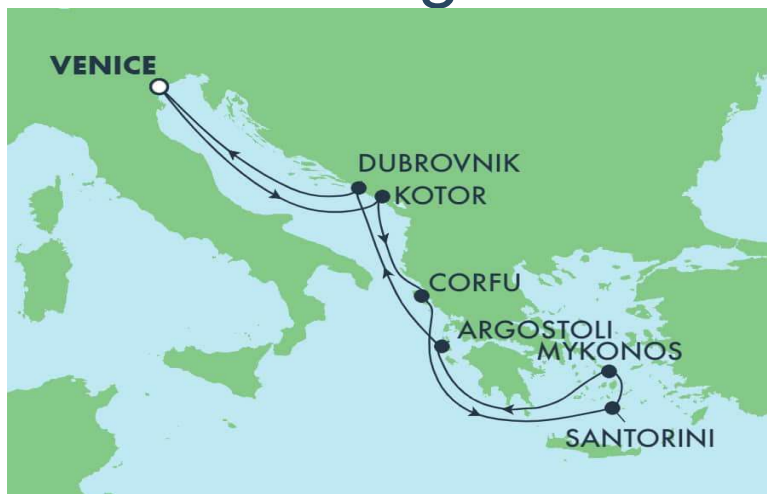 VENICE
DUBROVNIK
KOTOR
CORFU
ARGOSTOLI
MYKONOS
SANTORINI